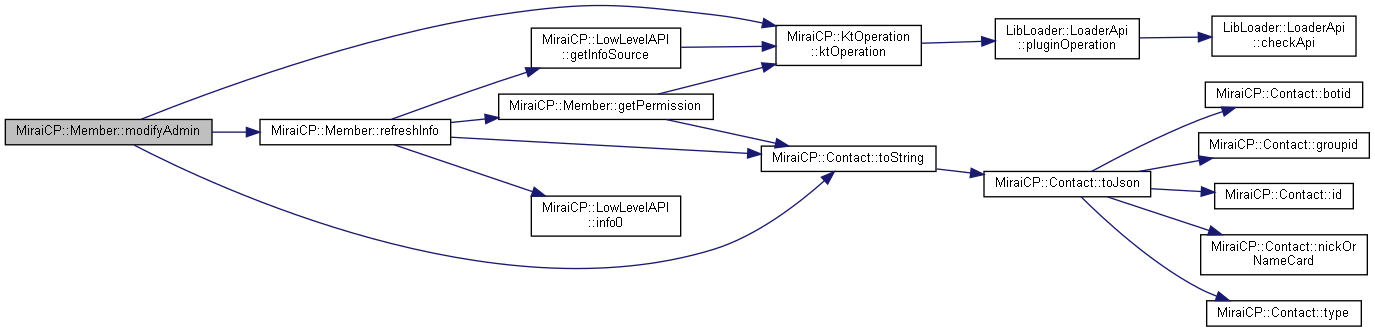 MiraiCP::Member::modifyAdmin
MiraiCP::Member::refreshInfo
MiraiCP::LowLevelAPI
::getInfoSource
MiraiCP::Member::getPermission
MiraiCP::LowLevelAPI
::info0
MiraiCP::KtOperation
::ktOperation
MiraiCP::Contact::toString
LibLoader::LoaderApi
::pluginOperation
MiraiCP::Contact::toJson
LibLoader::LoaderApi
::checkApi
MiraiCP::Contact::botid
MiraiCP::Contact::groupid
MiraiCP::Contact::id
MiraiCP::Contact::nickOr
NameCard
MiraiCP::Contact::type